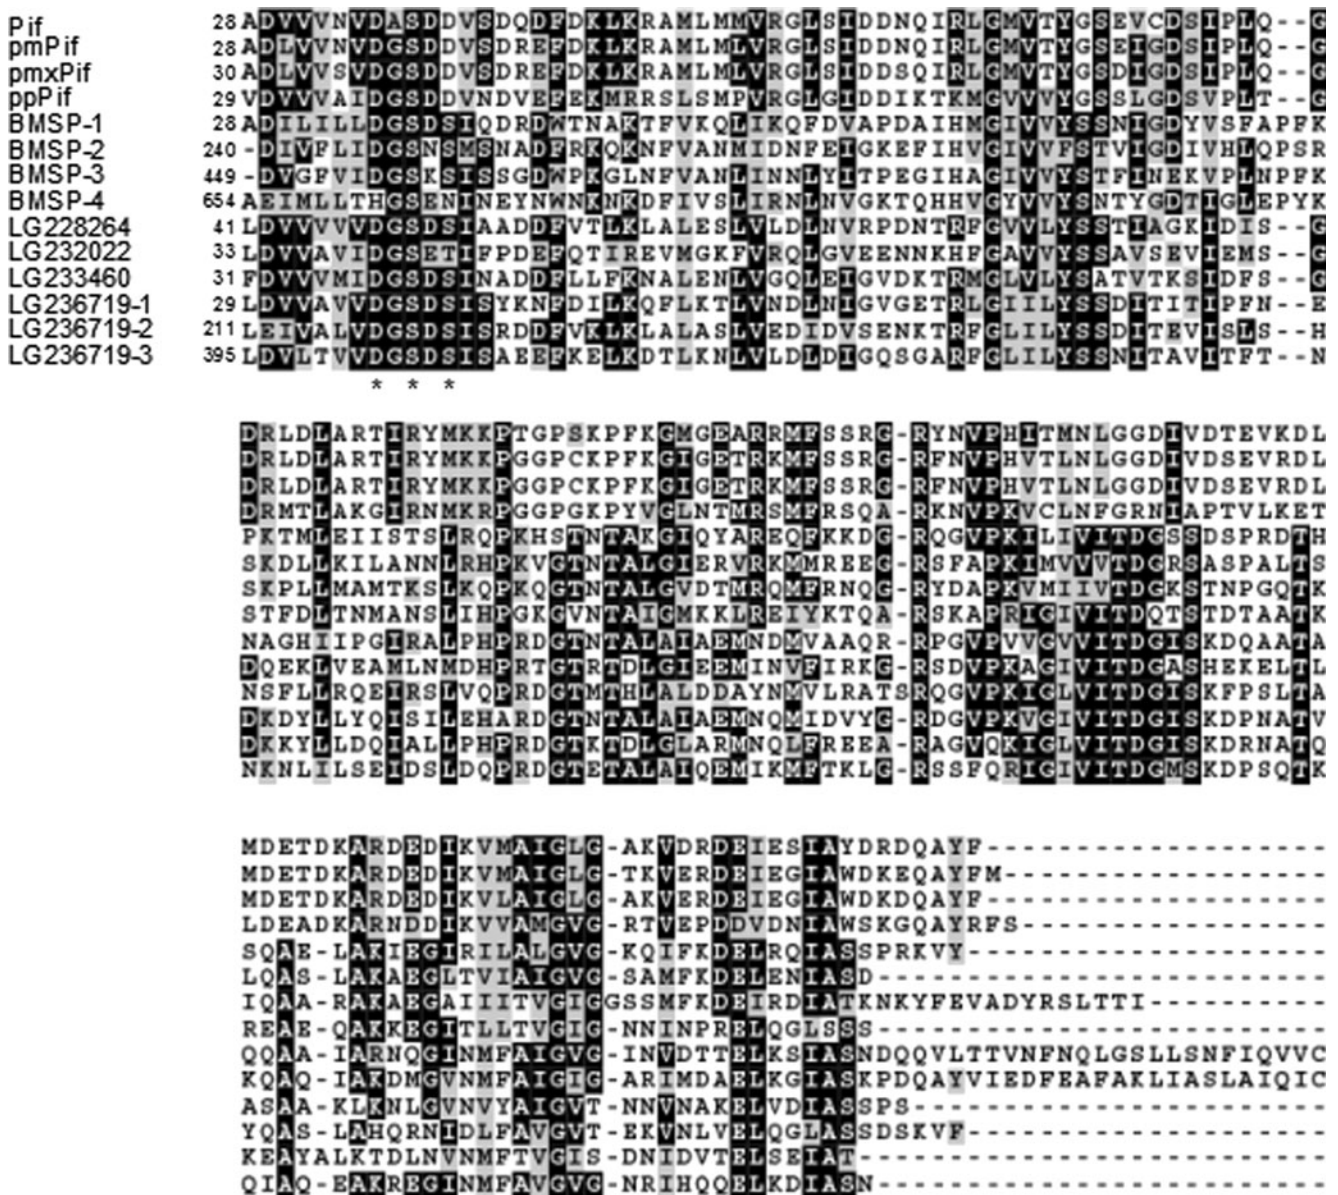 Pif 28 ADVVVNVDASDDPVSDQDFDKLKRAMLMMVRGLSIDDNQIRLGMVTYGSEVCDSIPLQ--G
pmPif 28 ADLVVNVDGSDDVSDREFDKLKRAMLMLVRGLSIDDNQIRLGMVTYGSEIGDSIPLQ--G
pmxPif 30 ADLVVSVDGSDDVSDREFDKLKRAMLMLVRGLSIDDSQIRLGMVTYGSDIGDSIPLQ--G
ppPif 29 VDVVVAIDGSDDVNDVEFEKMRRSLSMPVRGLGIDDIKTKMGVVVYGSSLGDSVPLT--G
BMSP-1 28 ADILILLDGSDSIQDRDWTNAKTFVKQLIKQFDVAPDAIHMGIVVYSSNIGDYVSFAPFK
BMSP-2 240 -DIVFLIDGSNSMSNADFRKQKNFVANMIDNFEIGKEFIHVGIVVFSTVIGDIVHLQPSR
BMSP-3 449 -DVGFVIDGSKSISSGDWPKGLNFVANLINNLYITPEGIHAGIVVYSTFINEKVPLNPFK
BMSP-4 654 AEIMLLTHGSENINEYNWNKNKDFIVSLIRNLNVGKTQHHVGYVVYSNTYGDTIGLEPYK
LG228264 41 LDVVVVVDGSDSIAADDFVTLKLALESLVLDLNVRPDNTRFGVVLYSSTIAGKIDIS--G
LG232022 33 LDVVAVIDGSETIFPDEFQTIREVMGKFVRQLGVEENNKHFGAVVYSSAVSEVIEMS--G
LG233460 31 FDVVVMIDGSDSINADDFLLFKNALENLVGQLEIGVDKTRMGLVLYSATVTKSIDFS--G
LG236719-1 29 LDVVAVVDGSDSISYKNFDILKQFLKTLVNDLNIGVGETRLGIILYSSDITITIPFN--E
LG236719-2 211 LEIVALVDGSDSISRDDFVKLKLALASLVEDIDVSENKTRFGLILYSSDITEVISLS--H
LG236719-3 395 LDVLTVVDGSDSISAEEFKELKDTLKNLVLDLDIGQSGARFGLILYSSNITAVITFT--N
* * *
DRLDLARTIRYMKKPTGPSKPFKGMGEARRMFSSRG-RYNVPHITMNLGGDIVDTEVKDL
DRLDLARTIRYMKKPGGPCKPFKGIGETRKMFSSRG-RFNVPHVTLNLGGDIVDSEVRDL
DRLDLARTIRYMKKPGGPCKPFKGIGETRKMFSSRG-RFNVPHVTLNLGGDIVDSEVRDL
DRMTLAKGIRNMKRPGGPGKPYVGLNTMRSMFRSQA-RKNVPKVCLNFGRNIAPTVLKET
PKTMLEIISTSLRQPKHSTNTAKGIQYAREQFKKDG-RQGVPKILIVITDGSSDSPRDTH
SKDLLKILANNLRHPKVGTNTALGIERVRKMMREEG-RSFAPKIMVVVTDGRSASPALTS
SKPLLMAMTKSLKQPKQGTNTALGVDTMRQMFRNQG-RYDAPKVMIIVTDGKSTNPGQTK
STFDLTNMANSLIHPGKGVNTAIGMKKLREIYKTQA-RSKAPRIGIVITDQTSTDTAATK
NAGHIIPGIRALPHPRDGTNTALAIAEMNDMVAAQR-RPGVPVVGVVITDGISKDQAATA
DQEKLVEAMLNMDHPRTGTRTDLGIEEMINVFIRKG-RSDVPKAGIVITDGASHEKELTL
NSFLLRQEIRSLVQPRDGTMTHLALDDAYNMVLRATSRQGVPKIGLVITDGISKFPSLTA
DKDYLLYQISILEHARDGTNTALAIAEMNQMIDVYG-RDGVPKVGIVITDGISKDPNATV
DKKYLLDQIALLPHPRDGTKTDLGLARMNQLFREEA-RAGVQKIGLVITDGISKDRNATQ
NKNLILSEIDSLDQPRDGTETALAIQEMIKMFTKLG-RSSFQRIGIVITDGMSKDPSQTK
MDETDKARDEDIKVMAIGLG-AKVDRDEIESIAYDRDQAYF-------------------
MDETDKARDEDIKVMAIGLG-TKVERDEIEGIAWDKEQAYFM------------------
MDETDKARDEDIKVLAIGLG-AKVERDEIEGIAWDKDQAYF-------------------
LDEADKARNDDIKVVAMGVG-RTVEPDDVDNIAWSKGQAYRFS-----------------
SQAE-LAKIEGIRILALGVG-KQIFKDELRQIASSPRKVY--------------------
LQAS-LAKAEGLTVIAIGVG-SAMFKDELENIASD-------------------------
IQAA-RAKAEGAIIITVGIGGSSMFKDEIRDIATKNKYFEVADYRSLTTI----------
REAE-QAKKEGITLLTVGIG-NNINPRELQGLSSS-------------------------
QQAA-IARNQGINMFAIGVG-INVDTTELKSIASNDQQVLTTVNFNQLGSLLSNFIQVVC
KQAQ-IAKDMGVNMFAIGIG-ARIMDAELKGIASKPDQAYVIEDFEAFAKLIASLAIQIC
ASAA-KLKNLGVNVYAIGVT-NNVNAKELVDIASSPS-----------------------
YQAS-LAHQRNIDLFAVGVT-EKVNLVELQGLASSDSKVF--------------------
KEAYALKTDLNVNMFTVGIS-DNIDVTELSEIAT--------------------------
QIAQ-EAKREGINMFAVGVG-NRIHQQELKDIASN-------------------------